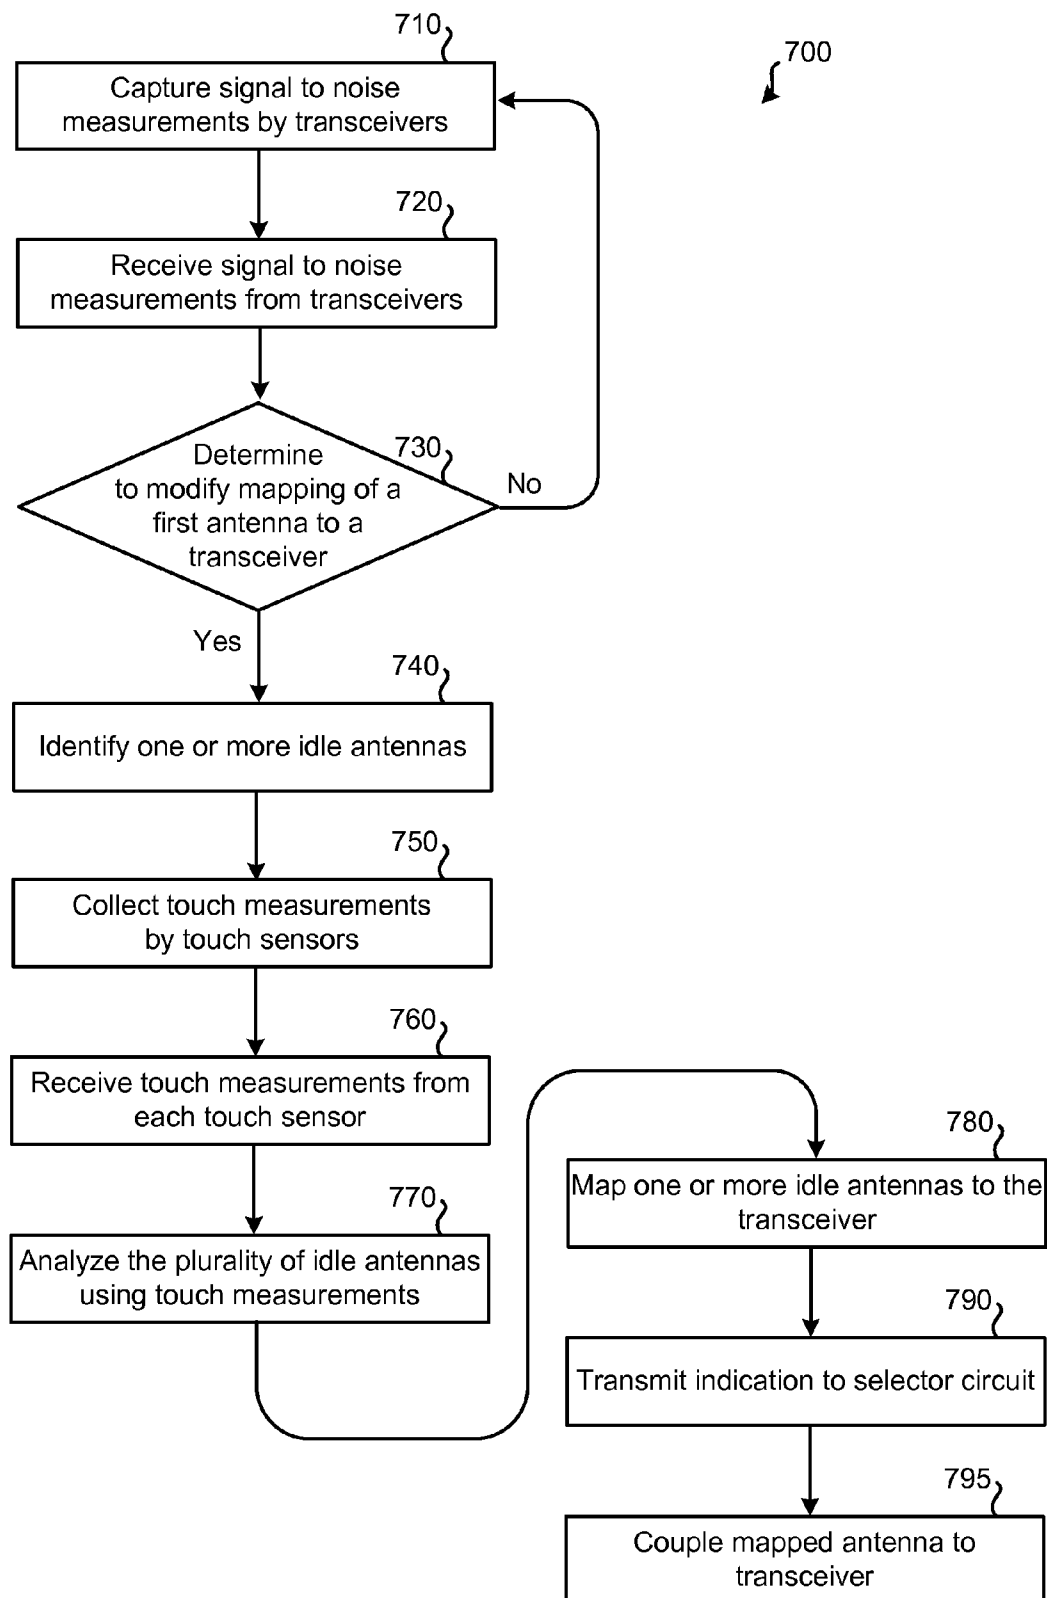 710
700
Capture signal to noise
measurements by transceivers
720
Receive signal to noise
measurements from transceivers
730
Determine
to modify mapping of a
first antenna to a
transceiver
No
Yes
740
Identify one or more idle antennas
750
Collect touch measurements
by touch sensors
760
Receive touch measurements from
each touch sensor
770
Analyze the plurality of idle antennas
using touch measurements
780
Map one or more idle antennas to the
transceiver
790
Transmit indication to selector circuit
795
Couple mapped antenna to
transceiver